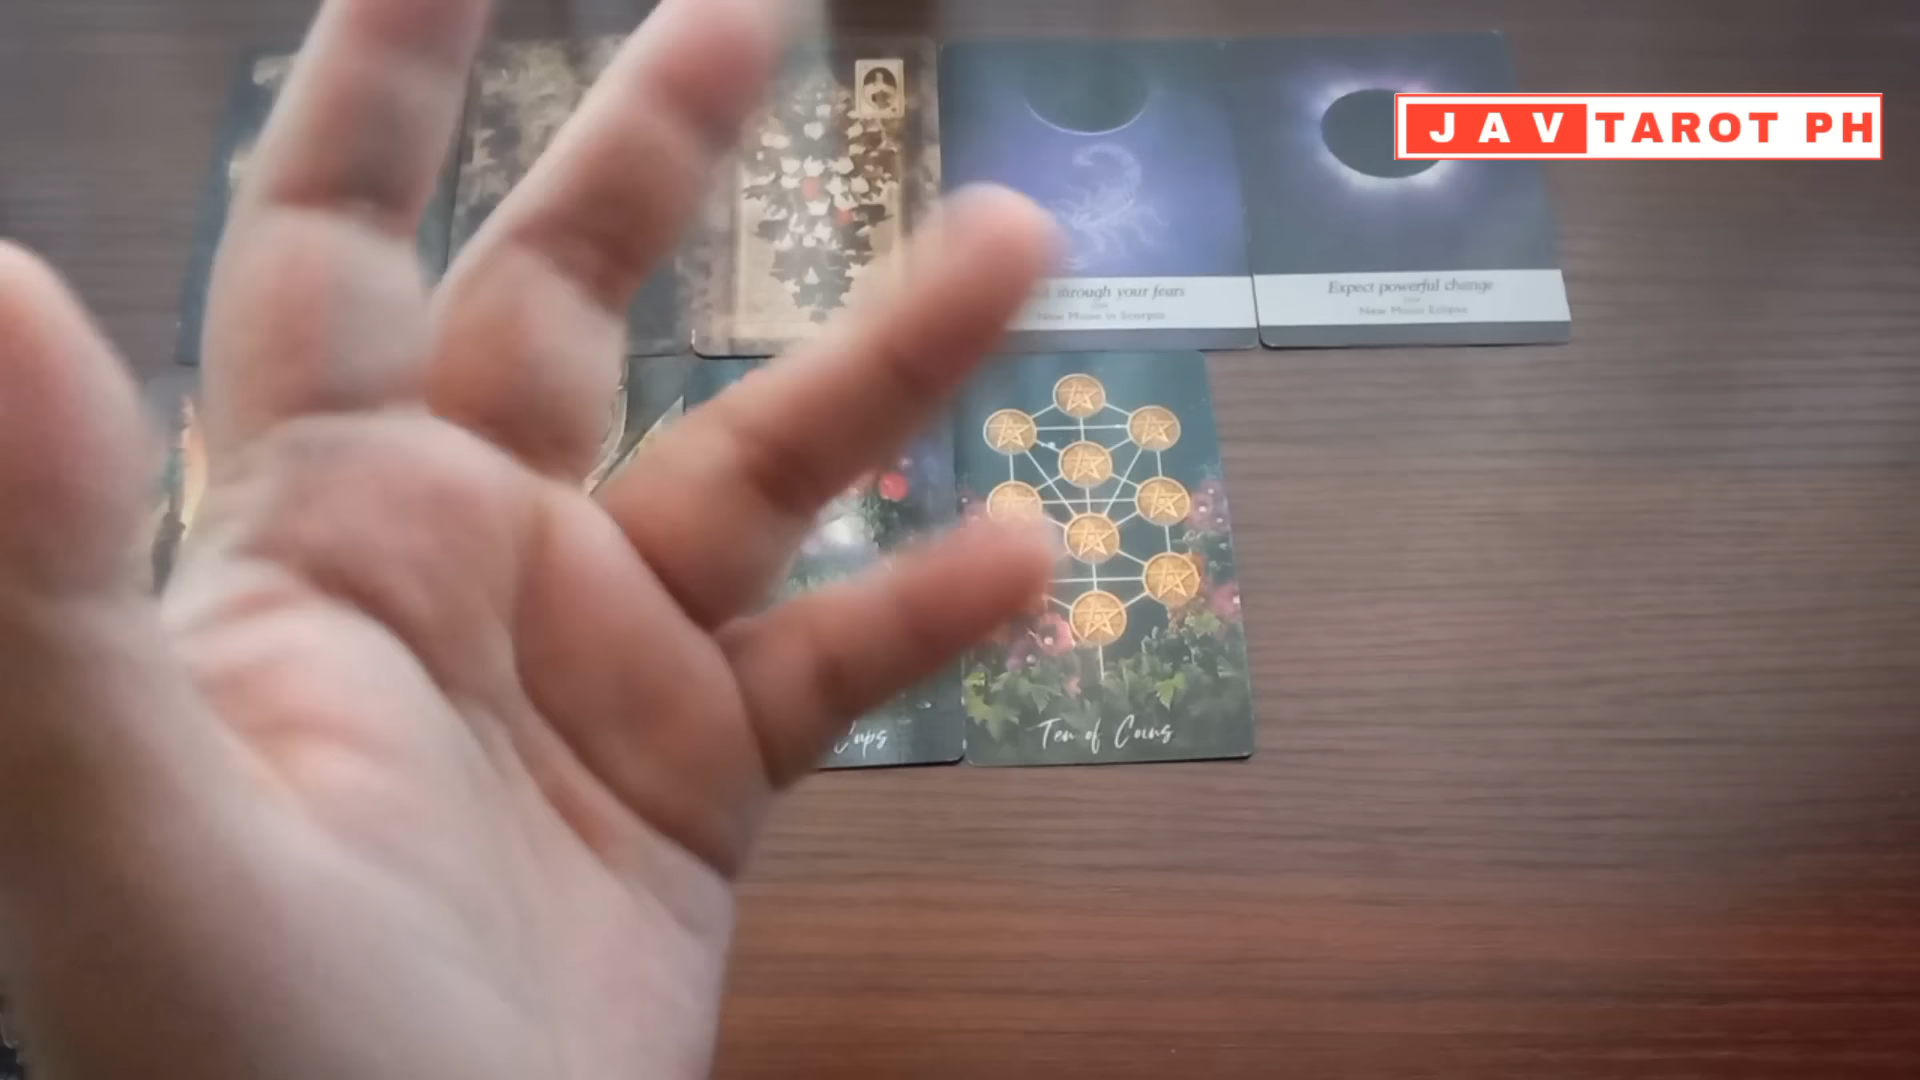 JAV TAROT PH
through your fears
New Moon in Scorpio
Expect powerful change
New Moon Eclipse
Cups
Ten of Coins